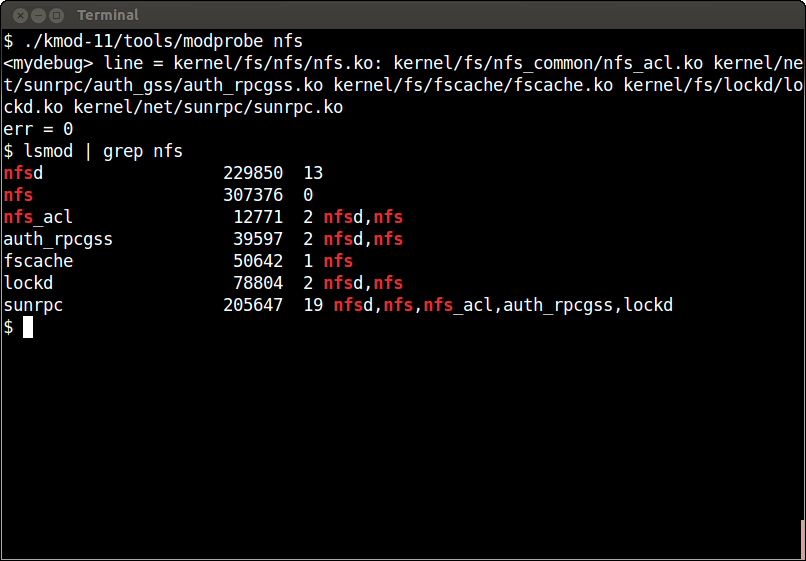 Terminal
$ ./kmod-11/tools/modprobe nfs
<mydebug> line = kernel/fs/nfs/nfs.ko: kernel/fs/nfs_common/nfs_acl.ko kernel/ne
t/sunrpc/auth_gss/auth_rpcgss.ko kernel/fs/fscache/fscache.ko kernel/fs/lockd/lo
ckd.ko kernel/net/sunrpc/sunrpc.ko
err = 0
$ lsmod | grep nfs
nfsd                  229850  13
nfs                   307376  0
nfs_acl                12771  2 nfsd,nfs
auth_rpcgss            39597  2 nfsd,nfs
fscache                50642  1 nfs
lockd                  78804  2 nfsd,nfs
sunrpc                205647  19 nfsd,nfs,nfs_acl,auth_rpcgss,lockd
$